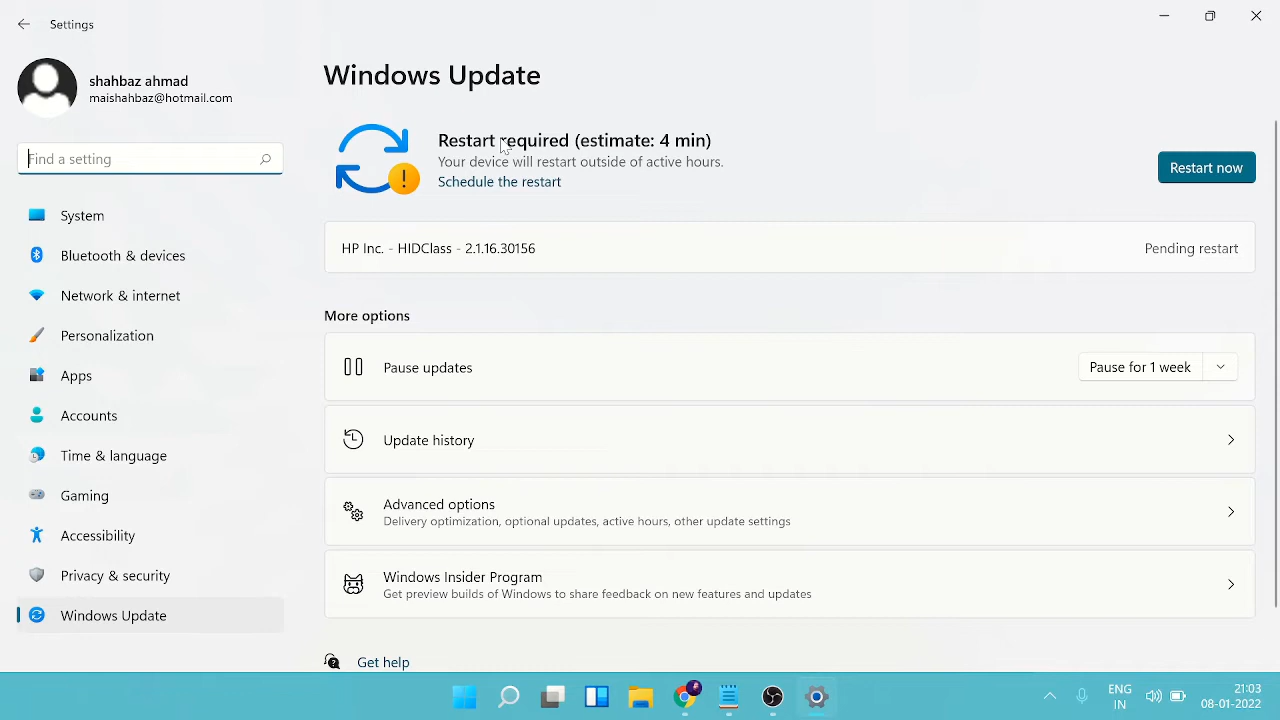 Settings
shahbaz ahmad
maishahbaz@hotmail.com
Find a setting
System
Bluetooth & devices
Network & internet
Personalization
Apps
Accounts
Time & language
Gaming
Accessibility
Privacy & security
Windows Update
Windows Update
Restart required (estimate: 4 min)
Your device will restart outside of active hours.
Schedule the restart
Restart now
HP Inc. - HIDClass - 2.1.16.30156
Pending restart
More options
Pause updates
Pause for 1 week
Update history
Advanced options
Delivery optimization, optional updates, active hours, other update settings
Windows Insider Program
Get preview builds of Windows to share feedback on new features and updates
Get help
ENG
IN
21:03
08-01-2022